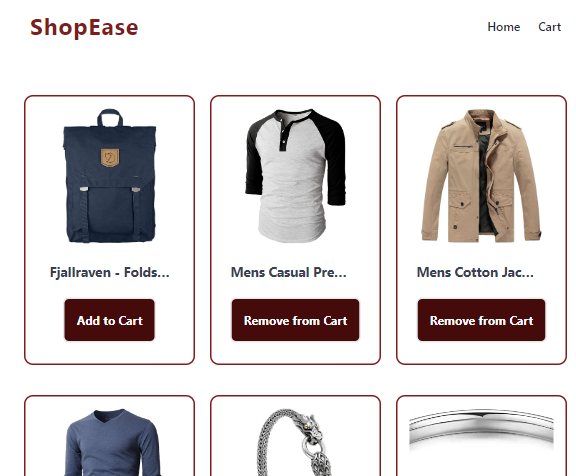 ShopEase
Home Cart
Fjallraven - Folds...
Mens Casual Pre...
Mens Cotton Jac...
Add to Cart
Remove from Cart
Remove from Cart